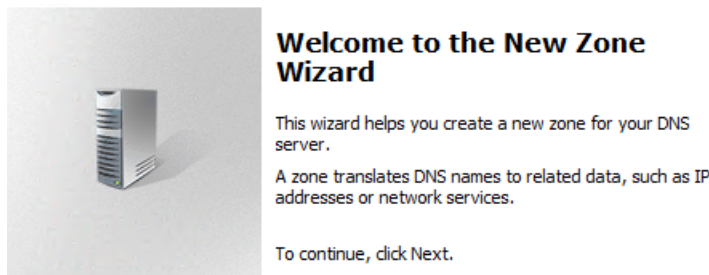 Welcome to the New Zone
Wizard
This wizard helps you create a new zone for your DNS
server.
A zone translates DNS names to related data, such as IP
addresses or network services.
To continue, click Next.